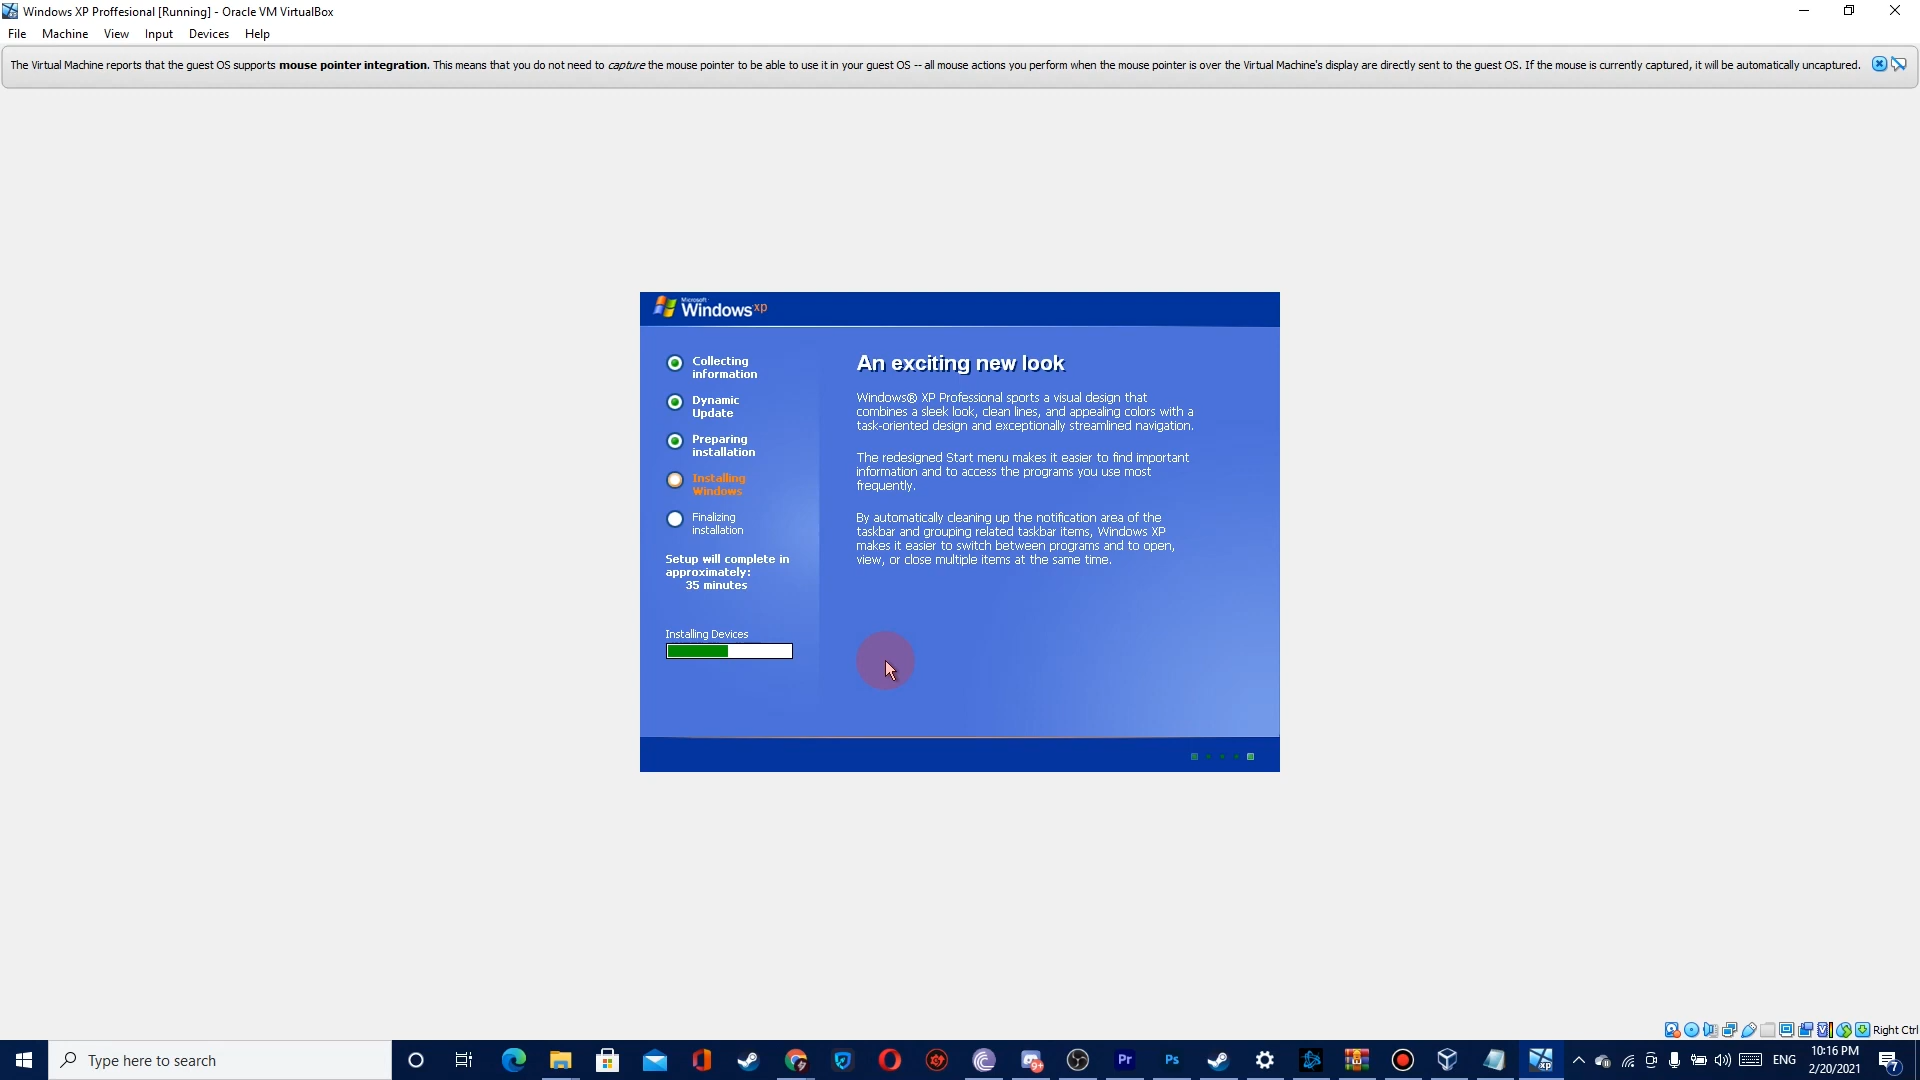 Windows XP Proffesional [Running] - Oracle VM VirtualBox
File Machine View Input Devices Help
The Virtual Machine reports that the guest OS supports mouse pointer integration. This means that you do not need to capture the mouse pointer to be able to use it in your guest OS -- all mouse actions you perform when the mouse pointer is over the Virtual Machine's display are directly sent to the guest OS. If the mouse is currently captured, it will be automatically uncaptured.
Microsoft
Windows xp
Collecting
information
Dynamic
Update
Preparing
installation
Installing
Windows
Finalizing
installation
Setup will complete in
approximately:
35 minutes
Installing Devices
An exciting new look
Windows® XP Professional sports a visual design that
combines a sleek look, clean lines, and appealing colors with a
task-oriented design and exceptionally streamlined navigation.
The redesigned Start menu makes it easier to find important
information and to access the programs you use most
frequently.
By automatically cleaning up the notification area of the
taskbar and grouping related taskbar items, Windows XP
makes it easier to switch between programs and to open,
view, or close multiple items at the same time.
Right Ctrl
Type here to search
Pr
Ps
xp
ENG
10:16 PM
2/20/2021
7